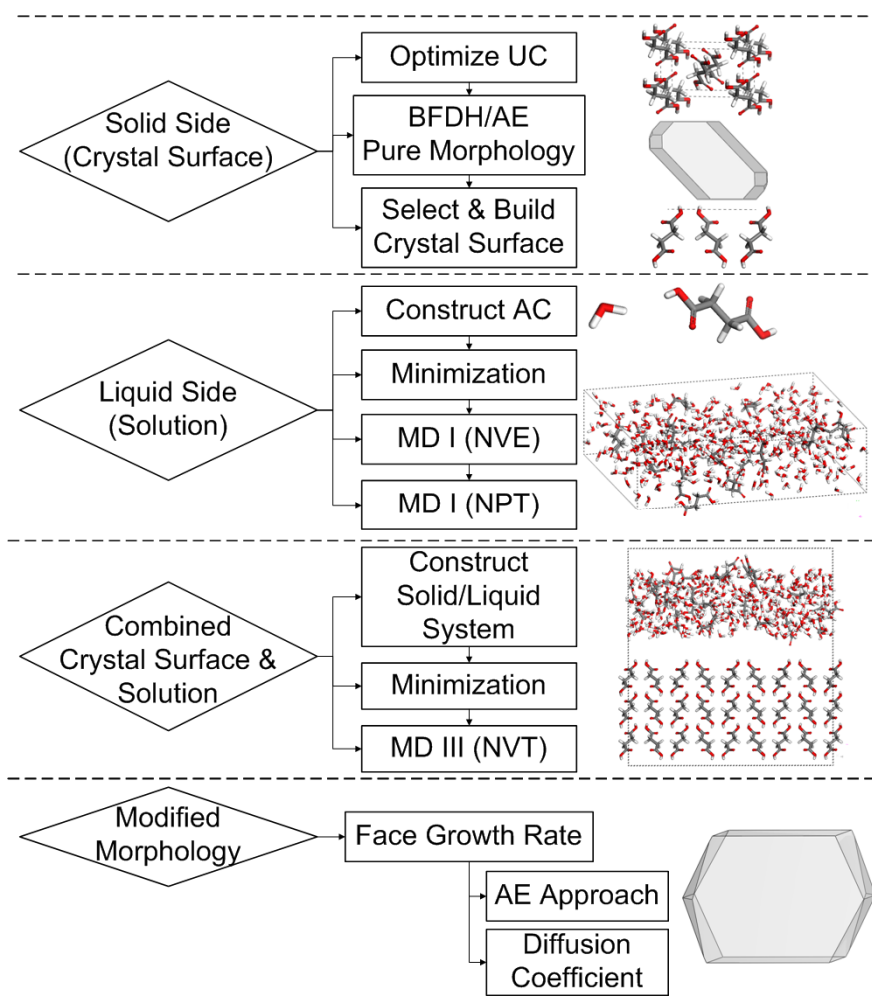 Solid Side
(Crystal Surface)
Optimize UC
BFDH/AE
Pure Morphology
Select & Build
Crystal Surface
Liquid Side
(Solution)
Construct AC
Minimization
MD I (NVE)
MD I (NPT)
Combined
Crystal Surface &
Solution
Construct
Solid/Liquid
System
Minimization
MD III (NVT)
Modified
Morphology
Face Growth Rate
AE Approach
Diffusion
Coefficient